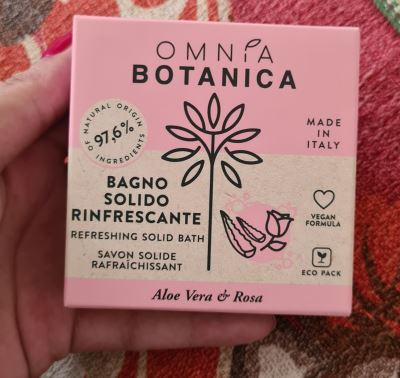 OMNIA
BOTANICA
OF NATURAL ORIGIN
97,6%
INGREDIENTS
MADE
IN
ITALY
BAGNO
SOLIDO
RINFRESCANTE
REFRESHING SOLID BATH
SAVON SOLIDE
RAFRAÎCHISSANT
VEGAN
FORMULA
ECO PACK
Aloe Vera & Rosa